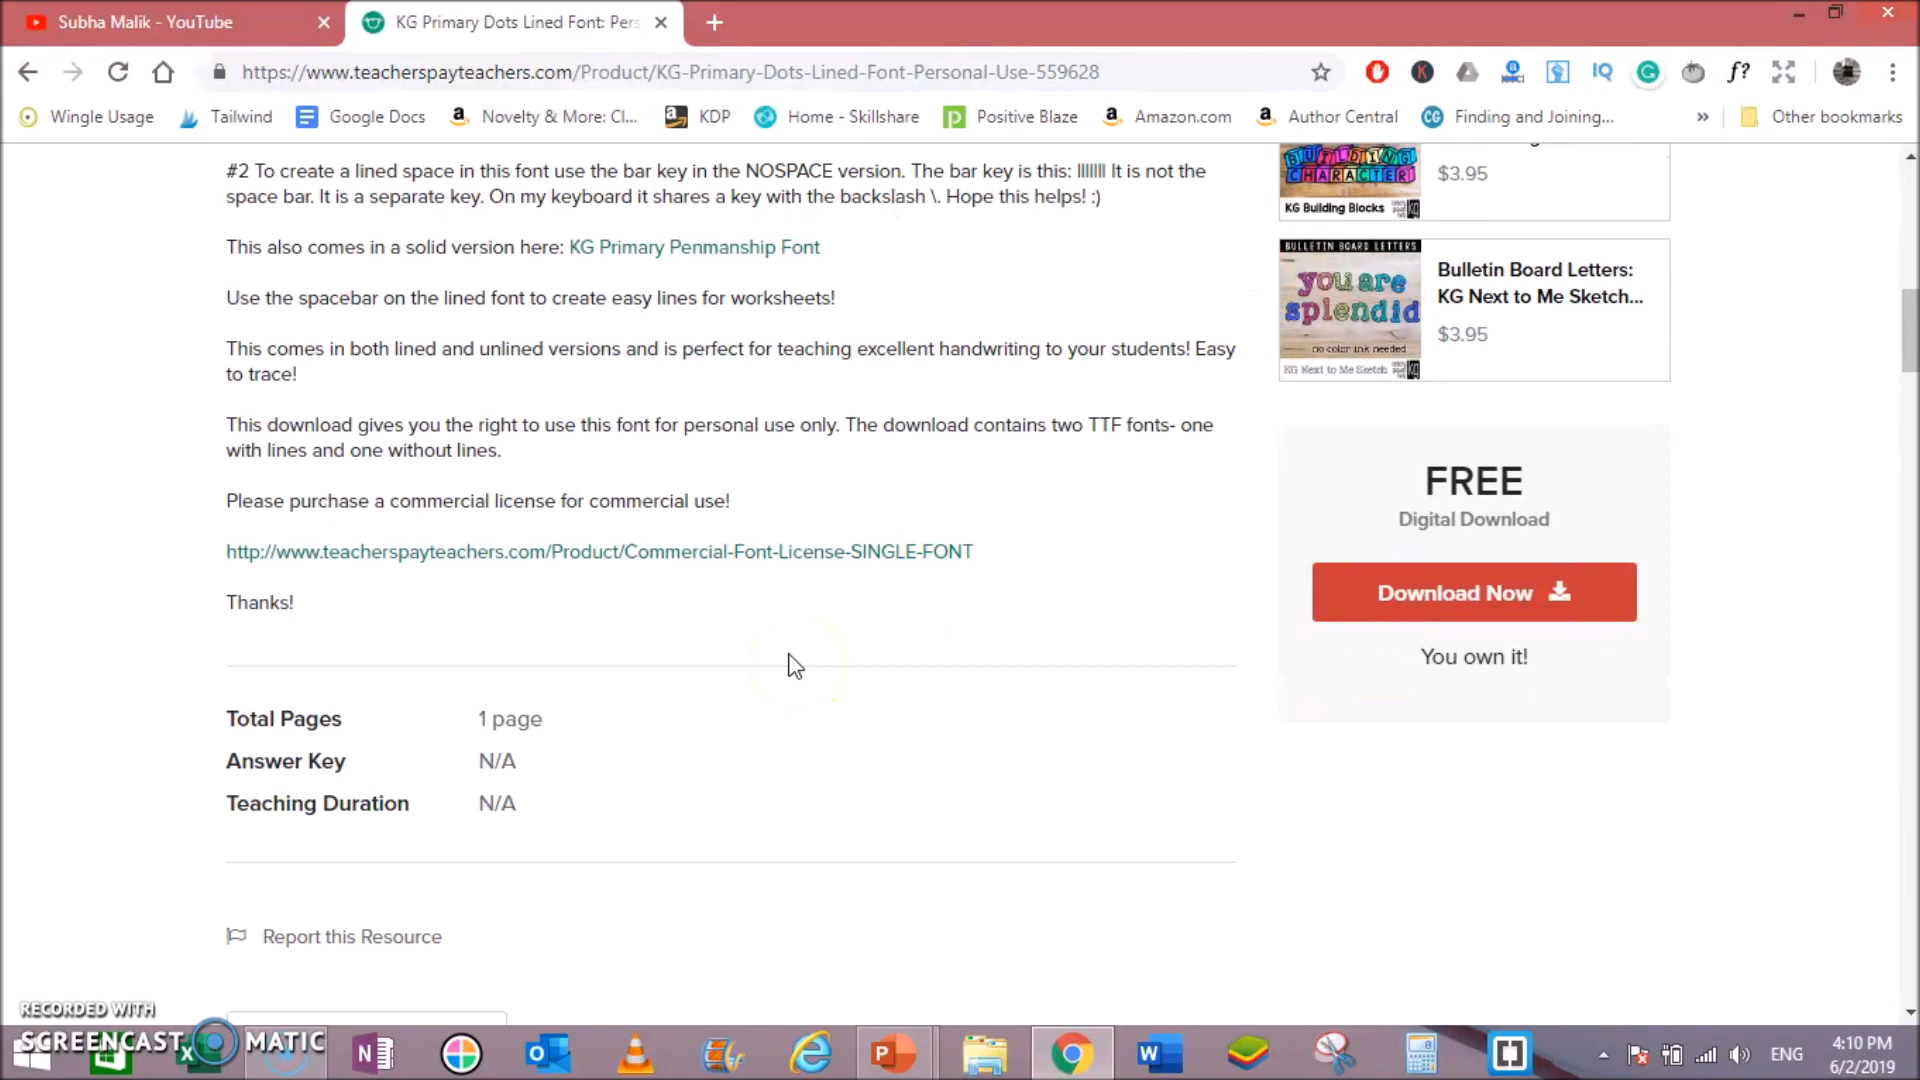 Subha Malik - YouTube
KG Primary Dots Lined Font: Pers
https://www.teacherspayteachers.com/Product/KG-Primary-Dots-Lined-Font-Personal-Use-559628
Wingle Usage
Tailwind
Google Docs
Novelty & More: Cl...
KDP
Home - Skillshare
Positive Blaze
Amazon.com
Author Central
Finding and Joining...
Other bookmarks
#2 To create a lined space in this font use the bar key in the NOSPACE version. The bar key is this: ||||||| It is not the
space bar. It is a separate key. On my keyboard it shares a key with the backslash \. Hope this helps! :)
This also comes in a solid version here: KG Primary Penmanship Font
Use the spacebar on the lined font to create easy lines for worksheets!
This comes in both lined and unlined versions and is perfect for teaching excellent handwriting to your students! Easy
to trace!
This download gives you the right to use this font for personal use only. The download contains two TTF fonts- one
with lines and one without lines.
Please purchase a commercial license for commercial use!
http://www.teacherspayteachers.com/Product/Commercial-Font-License-SINGLE-FONT
Thanks!
Total Pages 1 page
Answer Key N/A
Teaching Duration N/A
Report this Resource
BUILDING
CHARACTER
KG Building Blocks
$3.95
BULLETIN BOARD LETTERS
you are
splendid
no color ink needed
KG Next to Me Sketch
Bulletin Board Letters:
KG Next to Me Sketch...
$3.95
FREE
Digital Download
Download Now
You own it!
RECORDED WITH
SCREENCAST MATIC
ENG
4:10 PM
6/2/2019